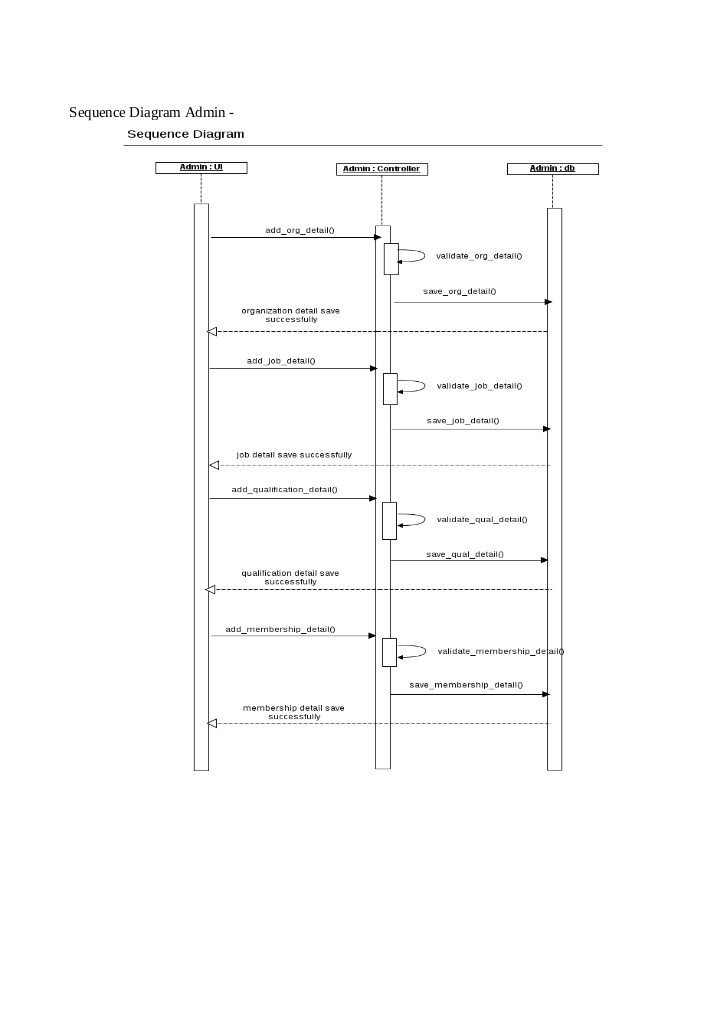 Sequence Diagram Admin -
Sequence Diagram
Admin : UI
Admin : Controller
Admin : db
add_org_detail()
validate_org_detail()
save_org_detail()
organization detail save
successfully
add_job_detail()
validate_job_detail()
save_job_detail()
job detail save successfully
add_qualification_detail()
validate_qual_detail()
save_qual_detail()
qualification detail save
successfully
add_membership_detail()
validate_membership_detail()
save_membership_detail()
membership detail save
successfully